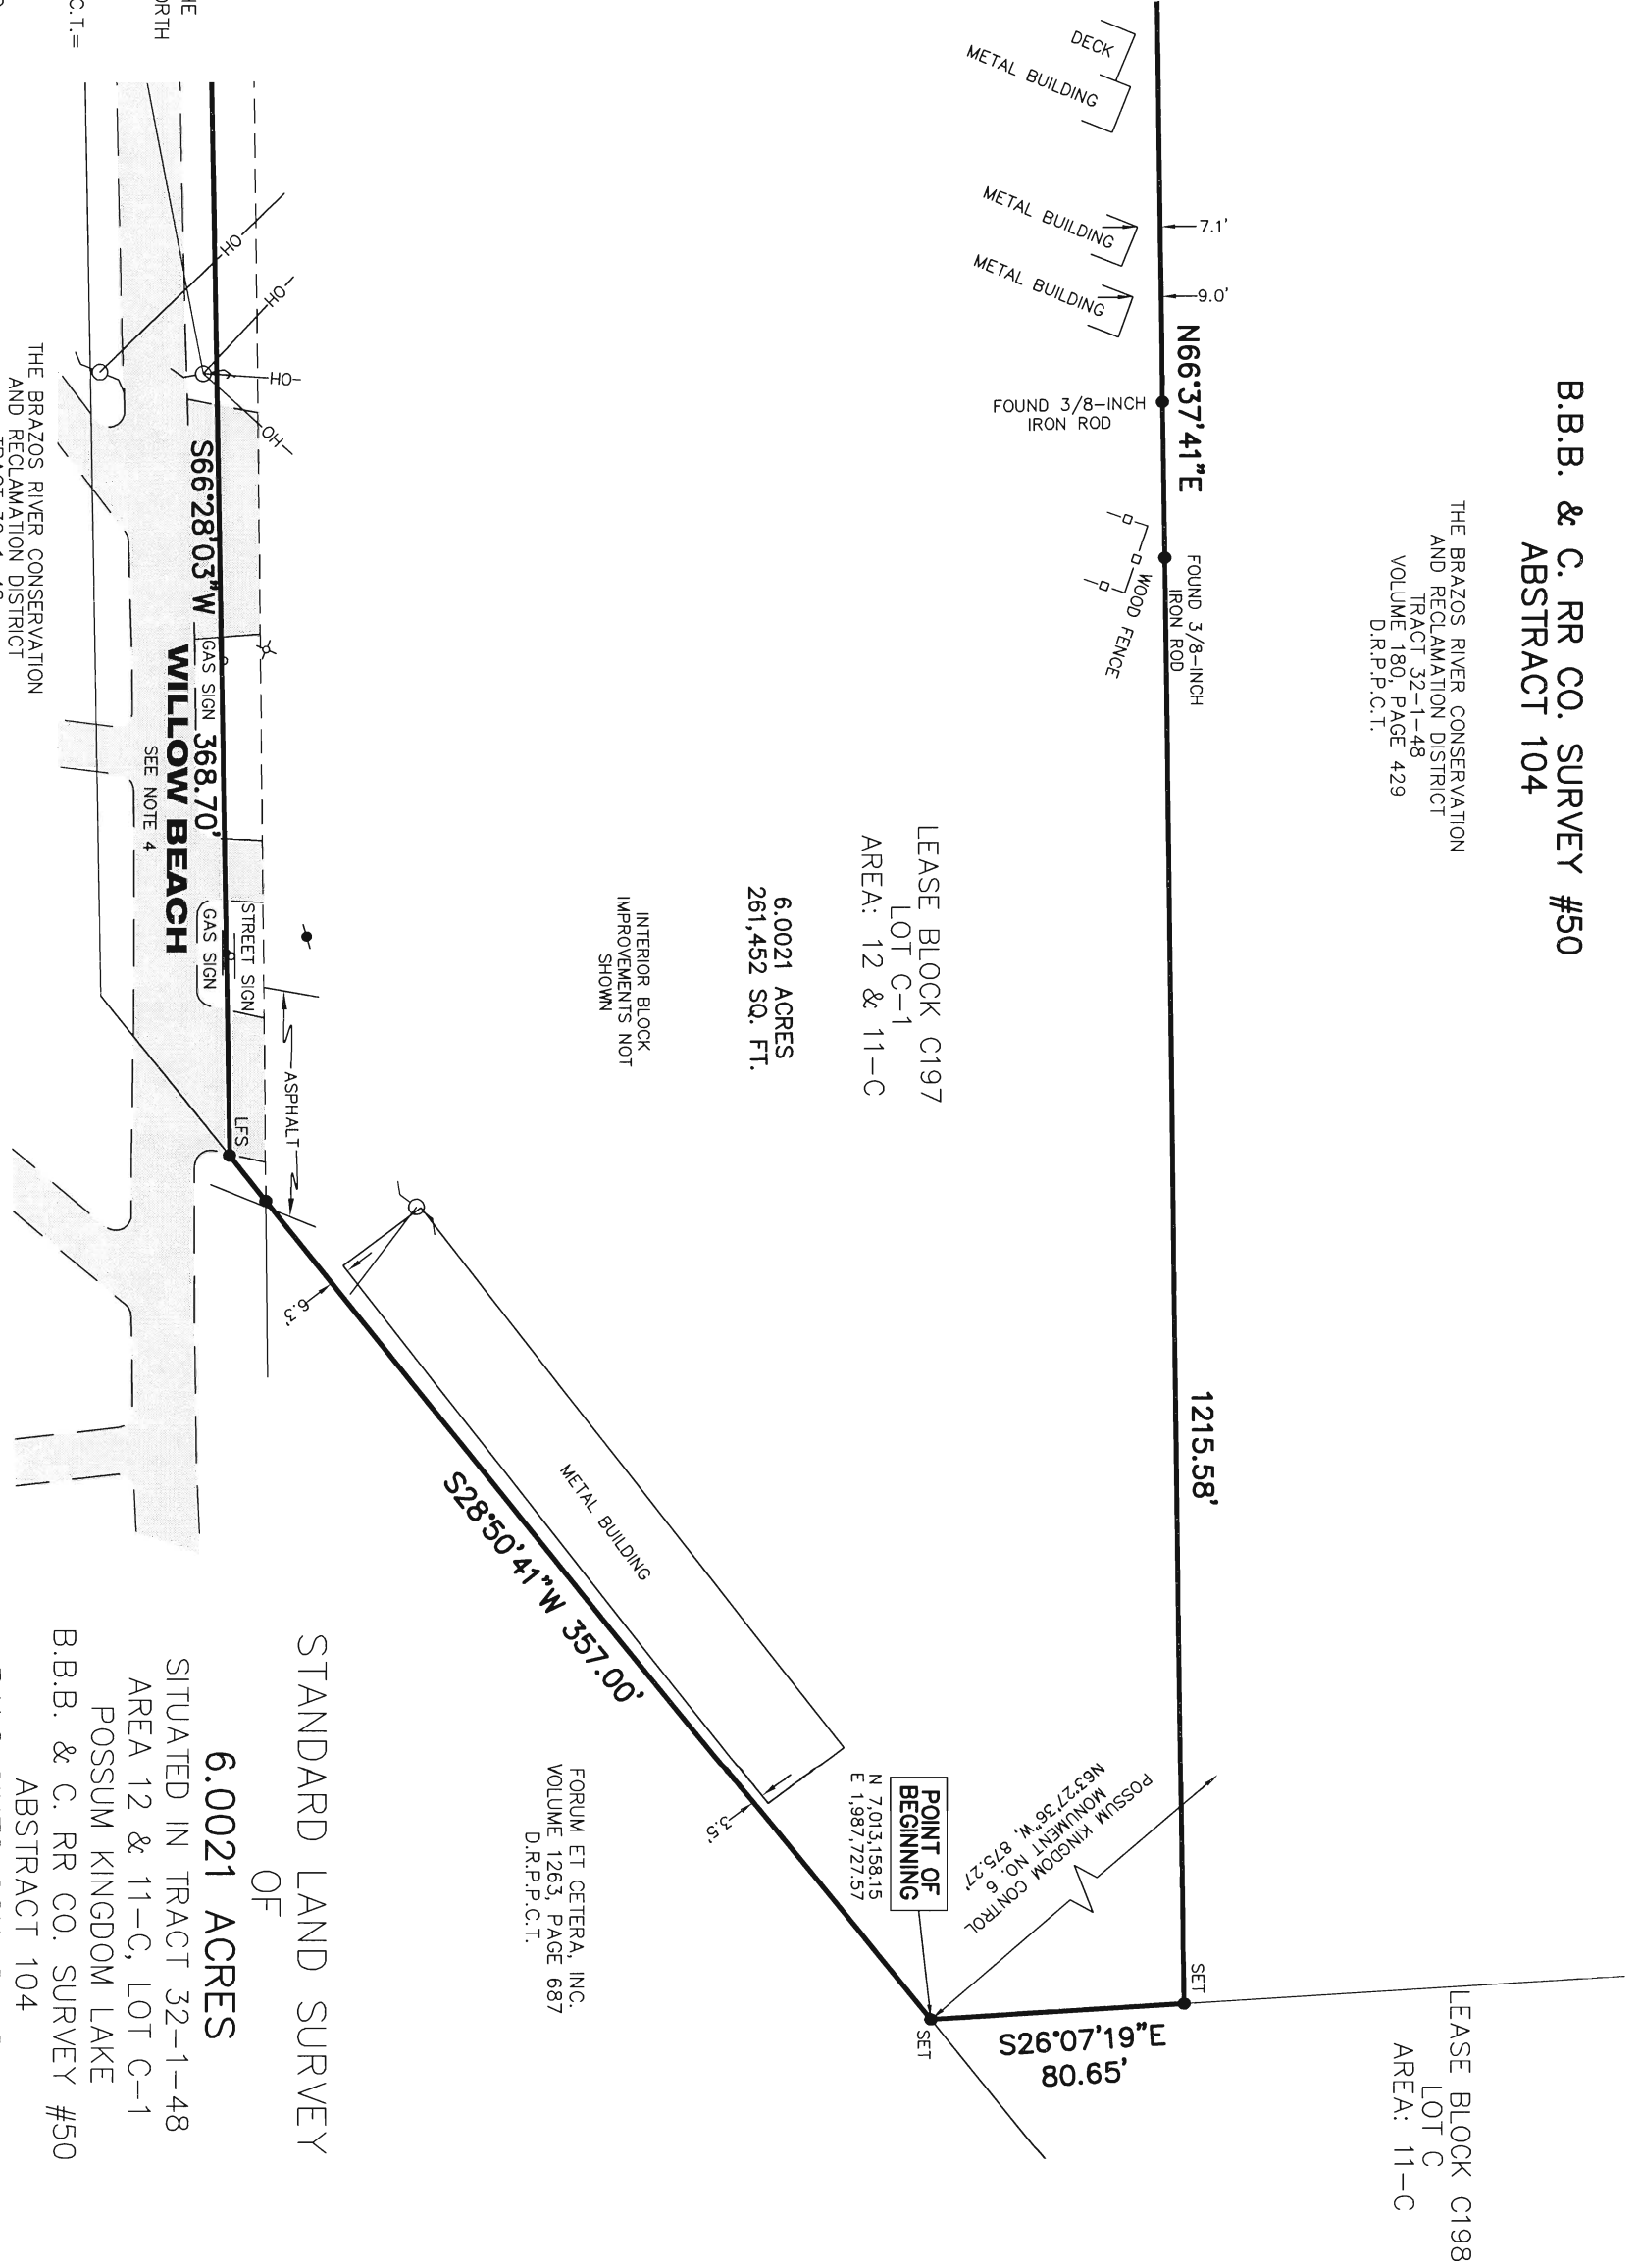 B.B.B. & C. RR CO. SURVEY #50
ABSTRACT 104
THE BRAZOS RIVER CONSERVATION
AND RECLAMATION DISTRICT
TRACT 32-1-48
VOLUME 180, PAGE 429
D.R.P.P.C.T.
LEASE BLOCK C198
LOT C
AREA: 11-C
DECK
METAL BUILDING
METAL BUILDING
METAL BUILDING
7.1'
9.0'
N66°37'41"E
1215.58'
FOUND 3/8-INCH
IRON ROD
FOUND 3/8-INCH
IRON ROD
WOOD FENCE
SET
S26°07'19"E
80.65'
SET
POSSUM KINGDOM CONTROL
MONUMENT NO. 6
N63°27'36"W, 875.27'
POINT OF
BEGINNING
N 7,013,158.15
E 1,987,727.57
LEASE BLOCK C197
LOT C-1
AREA: 12 & 11-C
6.0021 ACRES
261,452 SQ. FT.
INTERIOR BLOCK
IMPROVEMENTS NOT
SHOWN
METAL BUILDING
3.5'
6.3'
S28°50'41"W 357.00'
FORUM ET CETERA, INC.
VOLUME 1263, PAGE 687
D.R.P.P.C.T.
OH
OH
OH
OH
ASPHALT
STREET SIGN
GAS SIGN
LFS
GAS SIGN
S66°28'03"W
368.70'
WILLOW BEACH
SEE NOTE 4
THE BRAZOS RIVER CONSERVATION
AND RECLAMATION DISTRICT
HE
ORTH
C.T.=
STANDARD LAND SURVEY
OF
6.0021 ACRES
SITUATED IN TRACT 32-1-48
AREA 12 & 11-C, LOT C-1
POSSUM KINGDOM LAKE
B.B.B. & C. RR CO. SURVEY #50
ABSTRACT 104